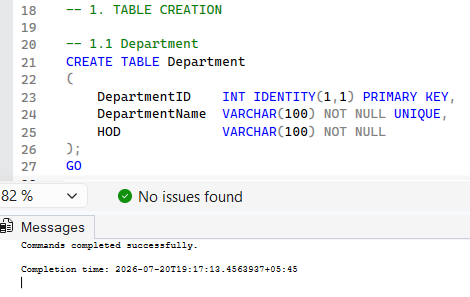 18 -- 1. TABLE CREATION
19
20 -- 1.1 Department
21 CREATE TABLE Department
22 (
23 DepartmentID INT IDENTITY(1,1) PRIMARY KEY,
24 DepartmentName VARCHAR(100) NOT NULL UNIQUE,
25 HOD VARCHAR(100) NOT NULL
26 );
27 GO
82 % No issues found
Messages
Commands completed successfully.
Completion time: 2026-07-20T19:17:13.4563937+05:45